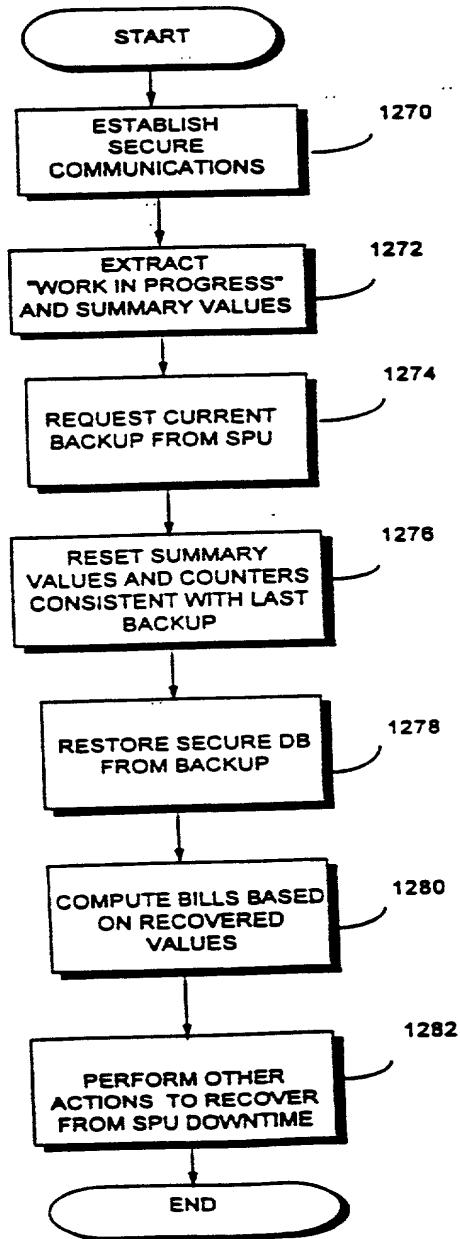 START
ESTABLISH
SECURE
COMMUNICATIONS
1270
EXTRACT
"WORK IN PROGRESS"
AND SUMMARY VALUES
1272
REQUEST CURRENT
BACKUP FROM SPU
1274
RESET SUMMARY
VALUES AND COUNTERS
CONSISTENT WITH LAST
BACKUP
1276
RESTORE SECURE DB
FROM BACKUP
1278
COMPUTE BILLS BASED
ON RECOVERED
VALUES
1280
PERFORM OTHER
ACTIONS TO RECOVER
FROM SPU DOWNTIME
1282
END